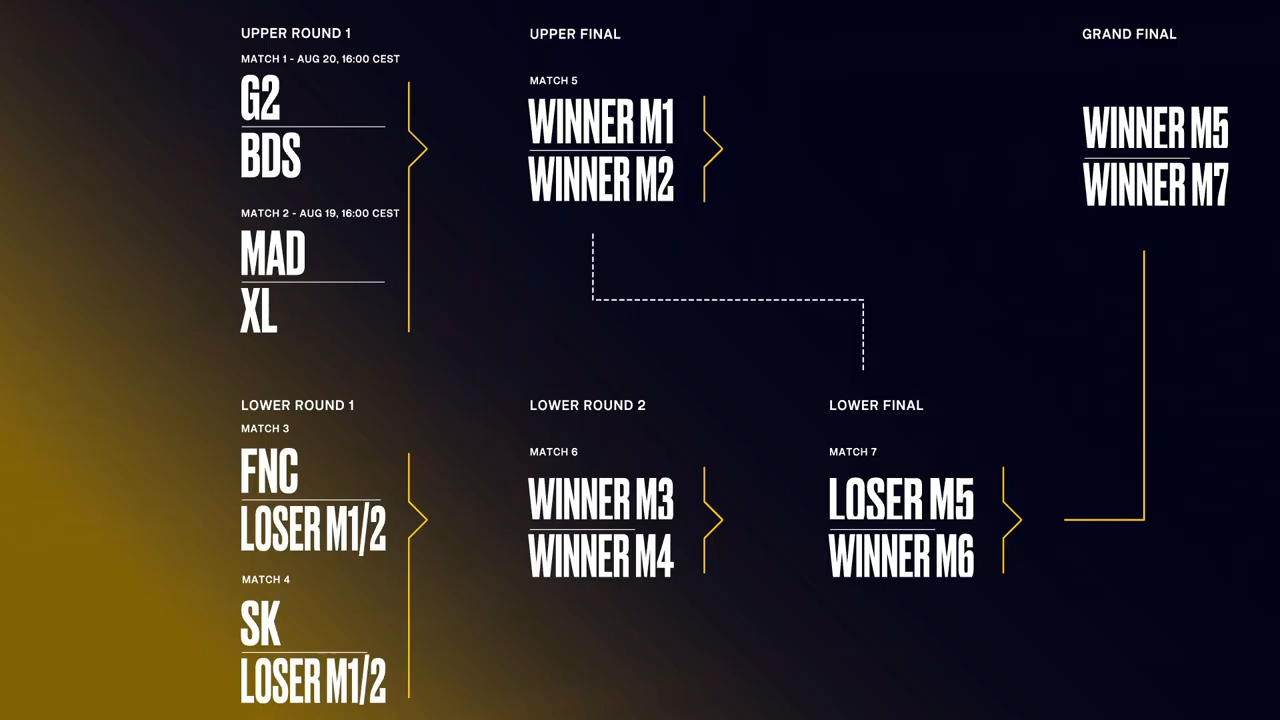 UPPER ROUND 1
MATCH 1 - AUG 20, 16:00 CEST
G2
BDS
MATCH 2 - AUG 19, 16:00 CEST
MAD
XL
UPPER FINAL
MATCH 5
WINNER M1
WINNER M2
GRAND FINAL
WINNER M5
WINNER M7
LOWER ROUND 1
MATCH 3
FNC
LOSER M1/2
MATCH 4
SK
LOSER M1/2
LOWER ROUND 2
MATCH 6
WINNER M3
WINNER M4
LOWER FINAL
MATCH 7
LOSER M5
WINNER M6